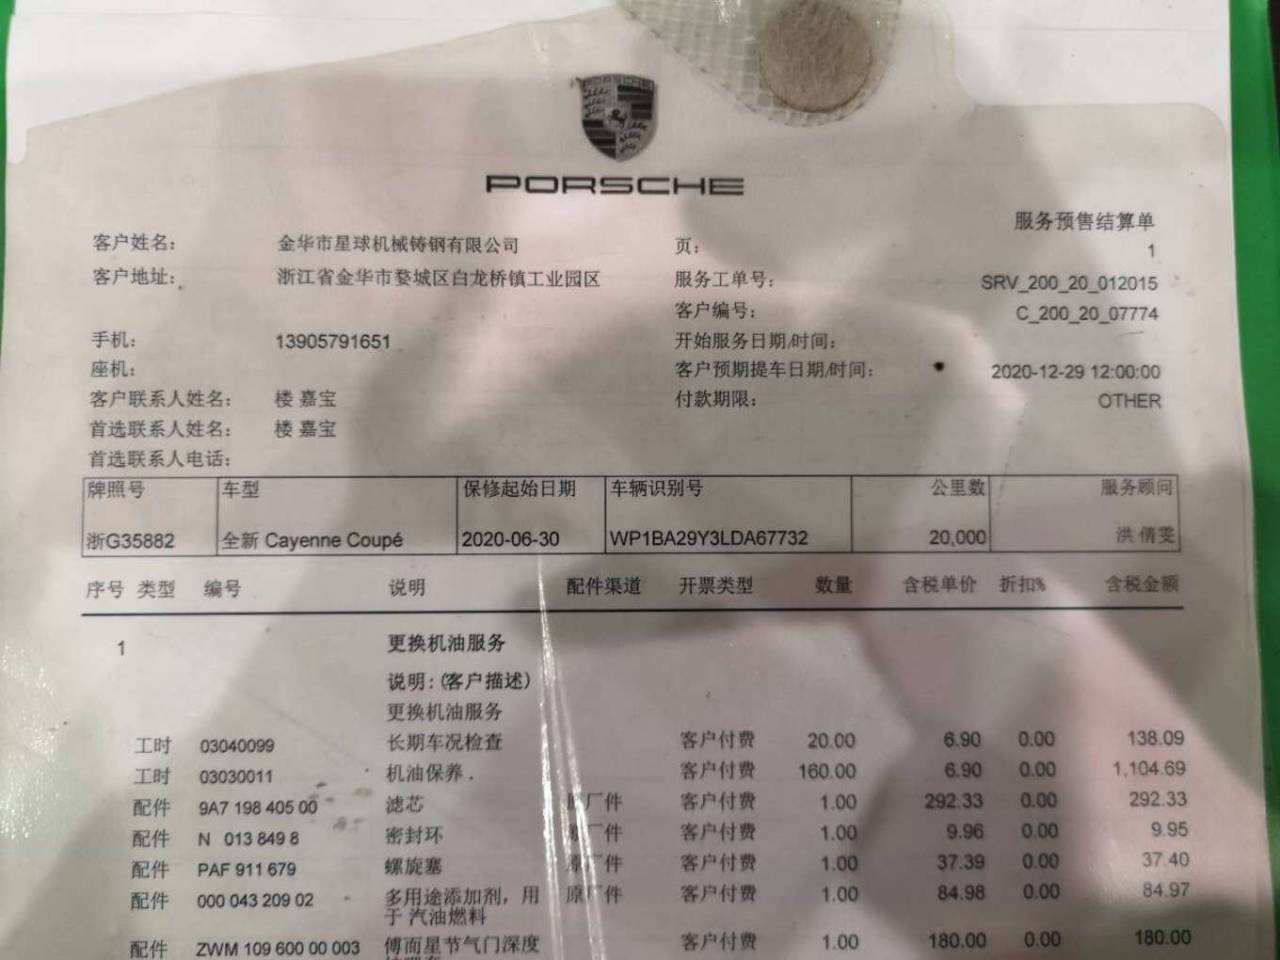 PORSCHE
服务预售结算单
客户姓名: 金华市星球机械铸钢有限公司 页: 1
客户地址: 浙江省金华市婺城区白龙桥镇工业园区 服务工单号: SRV_200_20_012015
客户编号: C_200_20_07774
手机: 13905791651 开始服务日期/时间:
座机: 客户预期提车日期/时间: 2020-12-29 12:00:00
客户联系人姓名: 楼 嘉宝 付款期限: OTHER
首选联系人姓名: 楼 嘉宝
首选联系人电话:
牌照号 车型 保修起始日期 车辆识别号 公里数 服务顾问
浙G35882 全新 Cayenne Coupé 2020-06-30 WP1BA29Y3LDA67732 20,000 洪 倩雯
序号 类型 编号 说明 配件渠道 开票类型 数量 含税单价 折扣% 含税金额
1 更换机油服务
说明:(客户描述)
更换机油服务
工时 03040099 长期车况检查 客户付费 20.00 6.90 0.00 138.09
工时 03030011 机油保养. 客户付费 160.00 6.90 0.00 1,104.69
配件 9A7 198 405 00 滤芯 原厂件 客户付费 1.00 292.33 0.00 292.33
配件 N 013 849 8 密封环 原厂件 客户付费 1.00 9.96 0.00 9.95
配件 PAF 911 679 螺旋塞 原厂件 客户付费 1.00 37.39 0.00 37.40
配件 000 043 209 02 多用途添加剂，用 原厂件 客户付费 1.00 84.98 0.00 84.97
于 汽油燃料
配件 ZWM 109 600 00 003 傅而星节气门深度 客户付费 1.00 180.00 0.00 180.00